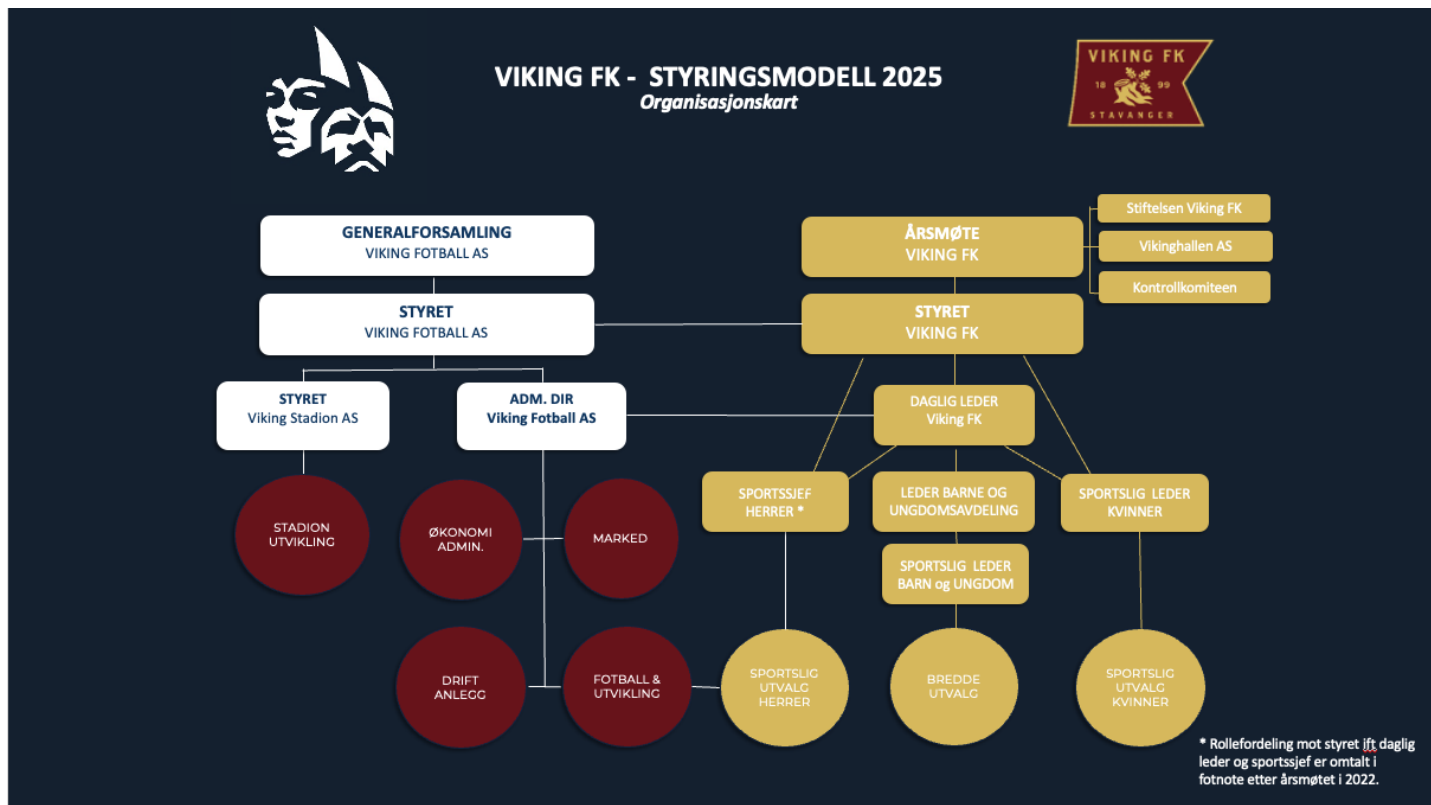 VIKING FK - STYRINGSMODELL 2025
Organisasjonskart
VIKING FK
18 99
STAVANGER
GENERALFORSAMLING
VIKING FOTBALL AS
ÅRSMØTE
VIKING FK
Stiftelsen Viking FK
Vikinghallen AS
Kontrollkomiteen
STYRET
VIKING FOTBALL AS
STYRET
VIKING FK
STYRET
Viking Stadion AS
ADM. DIR
Viking Fotball AS
DAGLIG LEDER
Viking FK
SPORTSSJEF
HERRER *
LEDER BARNE OG
UNGDOMSAVDELING
SPORTSLIG LEDER
KVINNER
STADION
UTVIKLING
ØKONOMI
ADMIN.
MARKED
SPORTSLIG LEDER
BARN og UNGDOM
DRIFT
ANLEGG
FOTBALL &
UTVIKLING
SPORTSLIG
UTVALG
HERRER
BREDDE
UTVALG
SPORTSLIG
UTVALG
KVINNER
* Rollefordeling mot styret ift daglig
leder og sportssjef er omtalt i
fotnote etter årsmøtet i 2022.